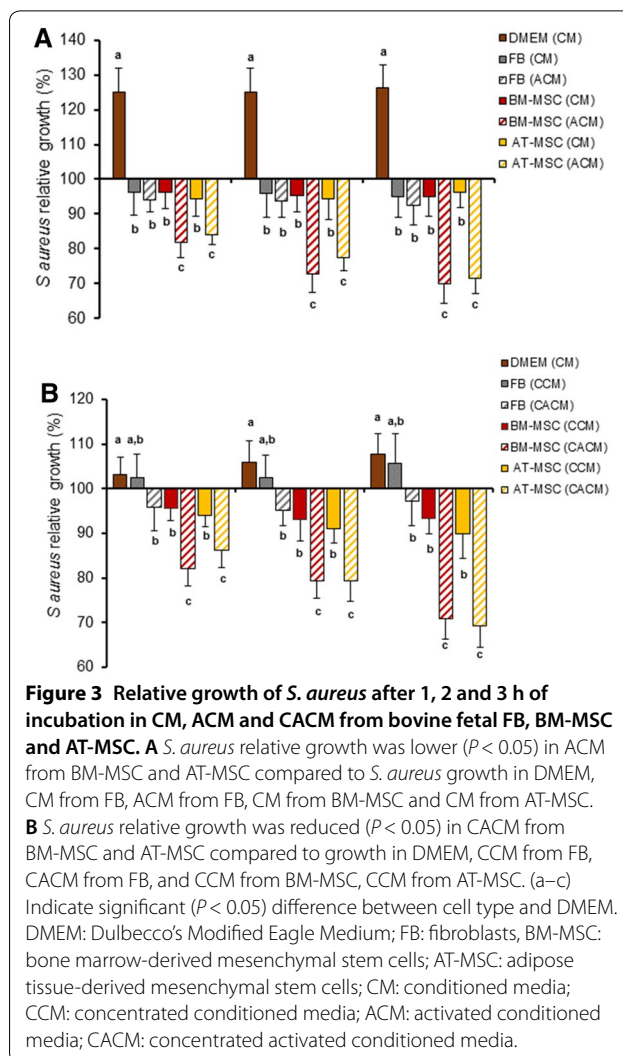 A
140
130
120
110
100
90
80
70
60
S aureus relative growth (%)
a
b
b
b
c
b
c
a
b
b
b
c
b
c
a
b
b
b
c
b
c
DMEM (CM)
FB (CM)
FB (ACM)
BM-MSC (CM)
BM-MSC (ACM)
AT-MSC (CM)
AT-MSC (ACM)
B
120
110
100
90
80
70
60
S aureus relative growth (%)
a
a,b
b
b
c
b
c
a
a,b
b
b
c
b
c
a
a,b
b
b
c
b
c
DMEM (CM)
FB (CCM)
FB (CACM)
BM-MSC (CCM)
BM-MSC (CACM)
AT-MSC (CCM)
AT-MSC (CACM)
Figure 3 Relative growth of S. aureus after 1, 2 and 3 h of
incubation in CM, ACM and CACM from bovine fetal FB, BM-MSC
and AT-MSC. A S. aureus relative growth was lower (P < 0.05) in ACM
from BM-MSC and AT-MSC compared to S. aureus growth in DMEM,
CM from FB, ACM from FB, CM from BM-MSC and CM from AT-MSC.
B S. aureus relative growth was reduced (P < 0.05) in CACM from
BM-MSC and AT-MSC compared to growth in DMEM, CCM from FB,
CACM from FB, and CCM from BM-MSC, CCM from AT-MSC. (a–c)
Indicate significant (P < 0.05) difference between cell type and DMEM.
DMEM: Dulbecco's Modified Eagle Medium; FB: fibroblasts, BM-MSC:
bone marrow-derived mesenchymal stem cells; AT-MSC: adipose
tissue-derived mesenchymal stem cells; CM: conditioned media;
CCM: concentrated conditioned media; ACM: activated conditioned
media; CACM: concentrated activated conditioned media.